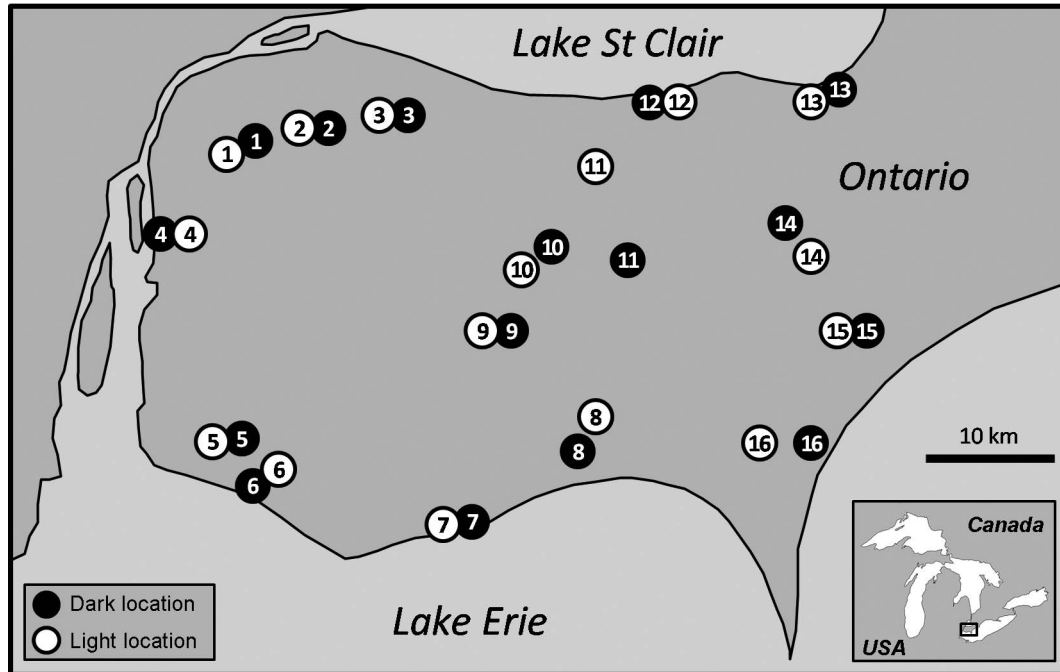 Lake St Clair
13
12 12 13
3 3
2 2
1 1
11
Ontario
14
4 4
10
11
14
10
9 9
15 15
8
5 5
16 16
8
10 km
6
6
7 7
Canada
Dark location
Light location
Lake Erie
USA